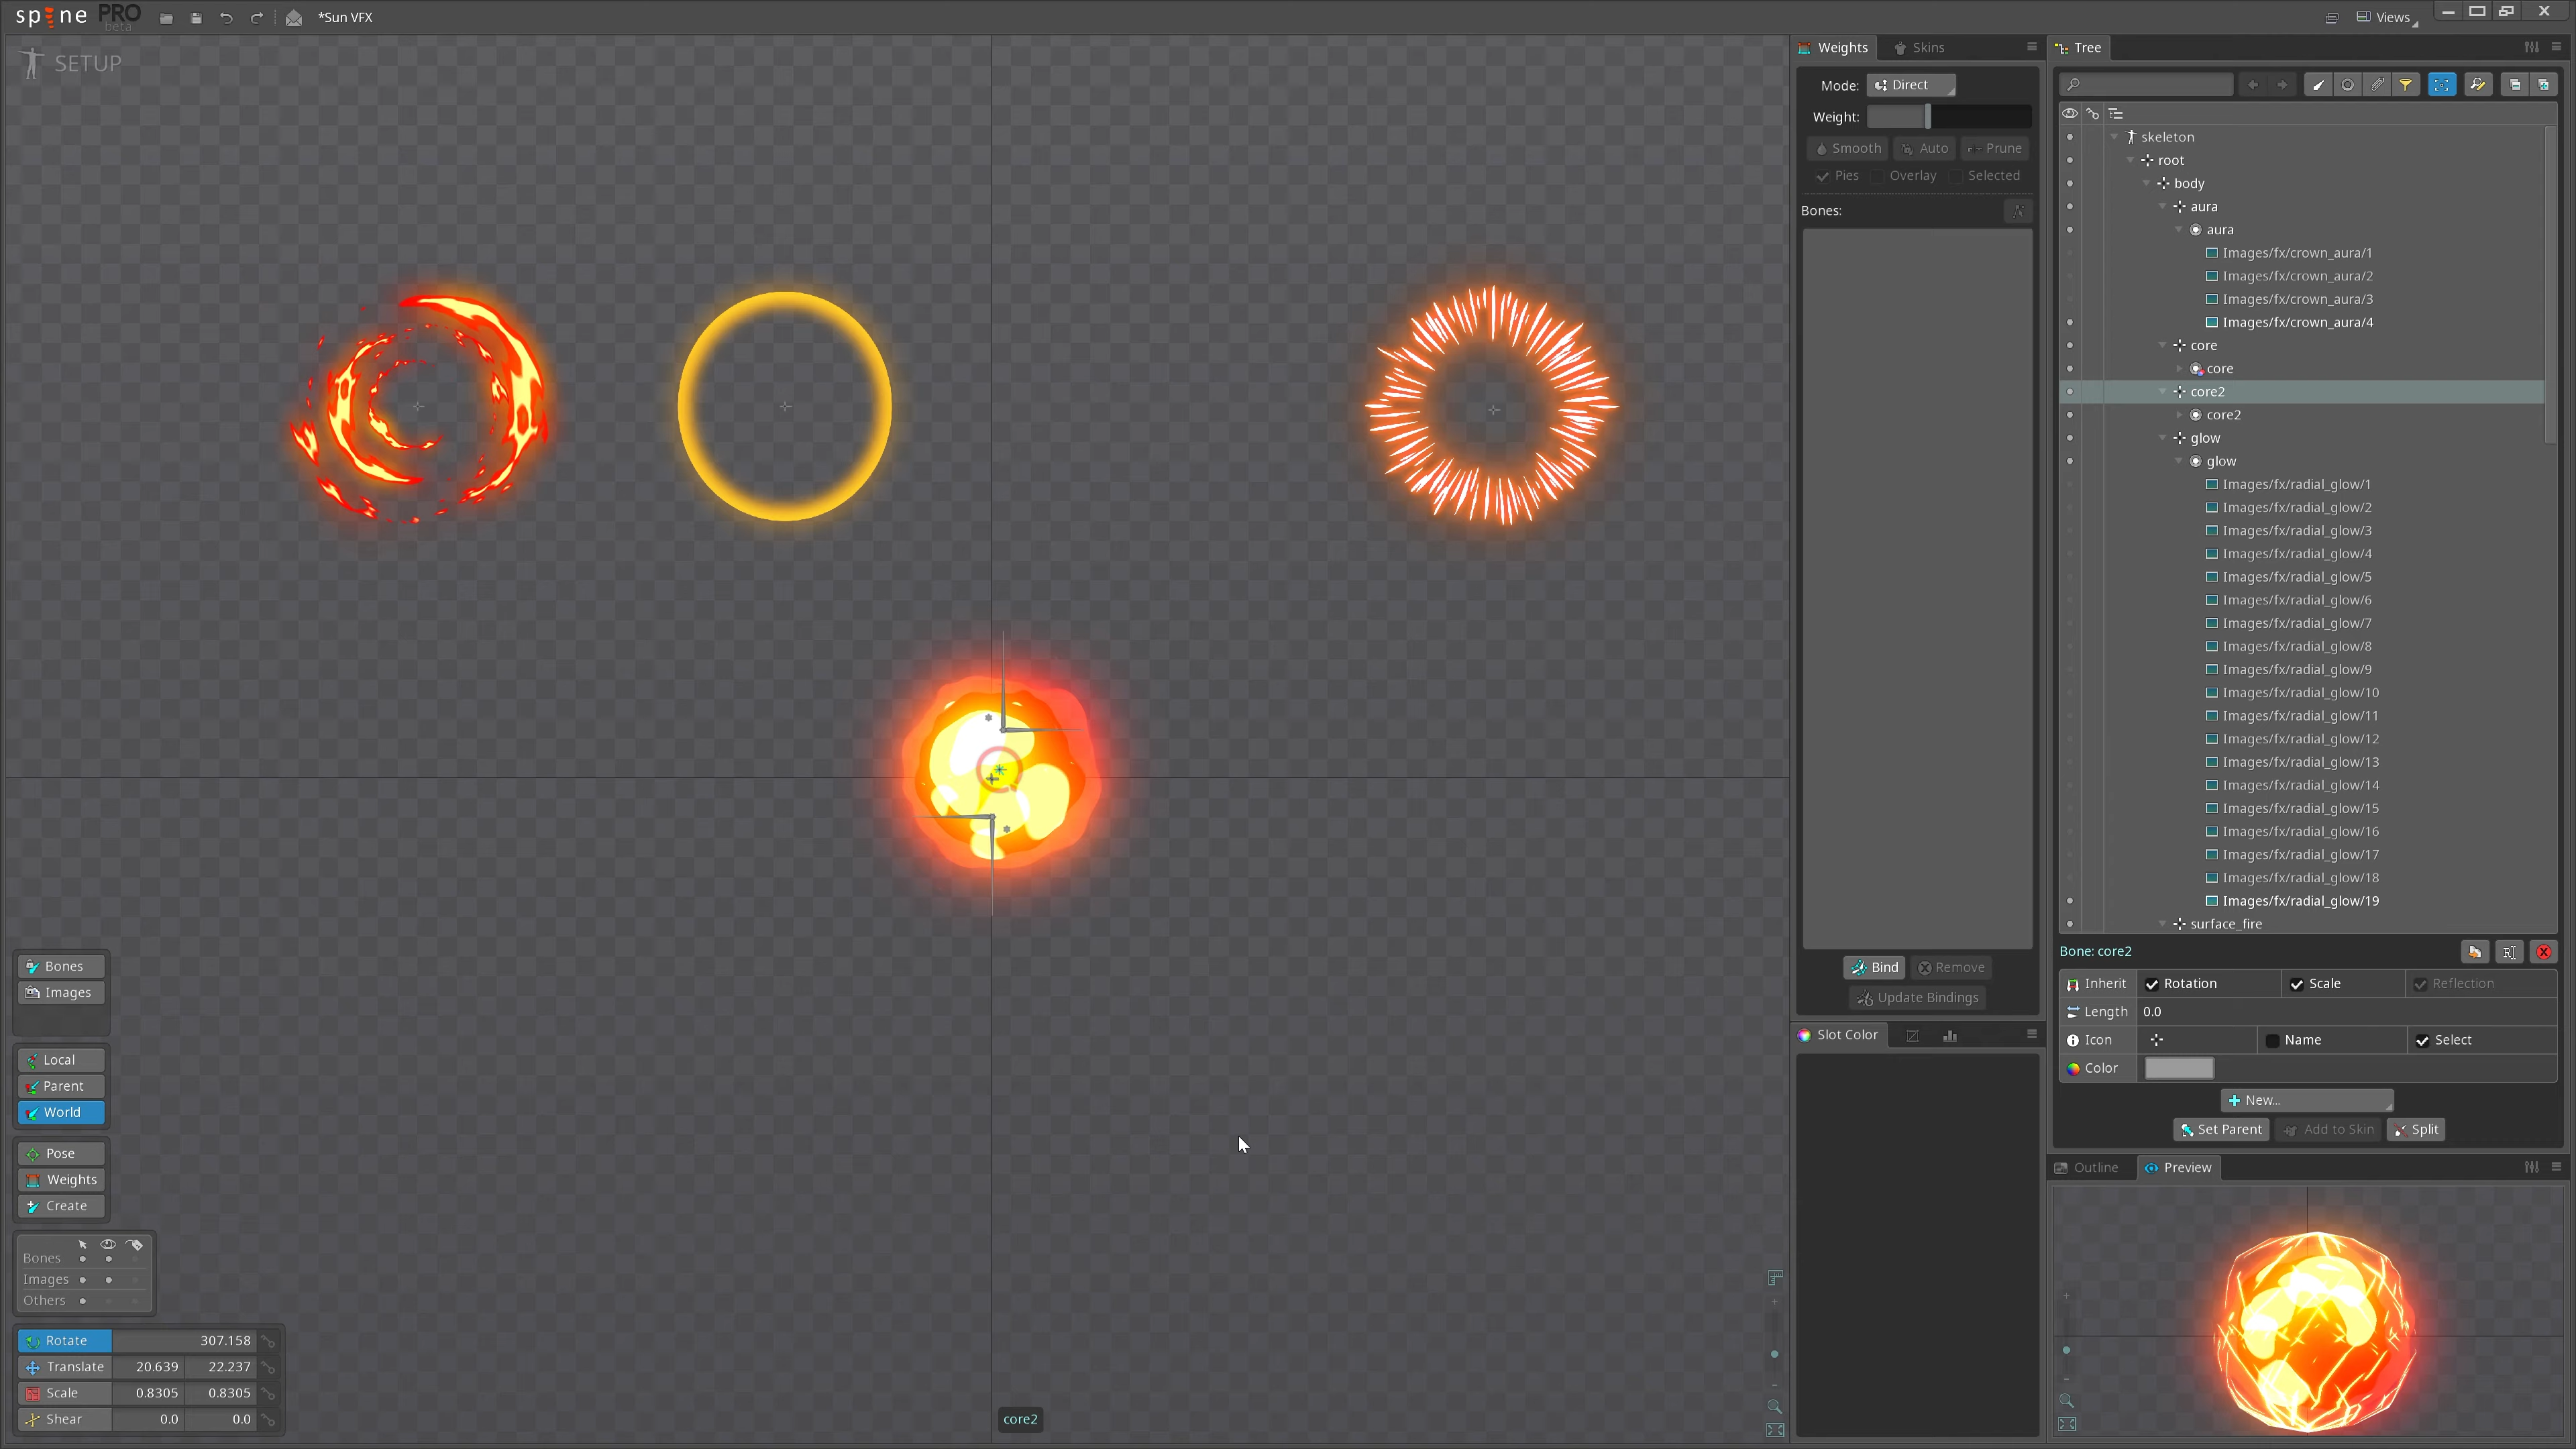 spine PRO
beta
*Sun VFX
Views
SETUP
Weights
Skins
Mode:
Direct
Weight:
Smooth
Auto
Prune
Pies
Overlay
Selected
Bones:
Bind
Remove
Update Bindings
Slot Color
Tree
skeleton
root
body
aura
aura
Images/fx/crown_aura/1
Images/fx/crown_aura/2
Images/fx/crown_aura/3
Images/fx/crown_aura/4
core
core
core2
core2
glow
glow
Images/fx/radial_glow/1
Images/fx/radial_glow/2
Images/fx/radial_glow/3
Images/fx/radial_glow/4
Images/fx/radial_glow/5
Images/fx/radial_glow/6
Images/fx/radial_glow/7
Images/fx/radial_glow/8
Images/fx/radial_glow/9
Images/fx/radial_glow/10
Images/fx/radial_glow/11
Images/fx/radial_glow/12
Images/fx/radial_glow/13
Images/fx/radial_glow/14
Images/fx/radial_glow/15
Images/fx/radial_glow/16
Images/fx/radial_glow/17
Images/fx/radial_glow/18
Images/fx/radial_glow/19
surface_fire
Bone: core2
Inherit Rotation Scale Reflection
Length 0.0
Icon Name Select
Color
New...
Set Parent Add to Skin Split
Outline
Preview
Bones
Images
Local
Parent
World
Pose
Weights
Create
Bones
Images
Others
Rotate 307.158
Translate 20.639 22.237
Scale 0.8305 0.8305
Shear 0.0 0.0
core2